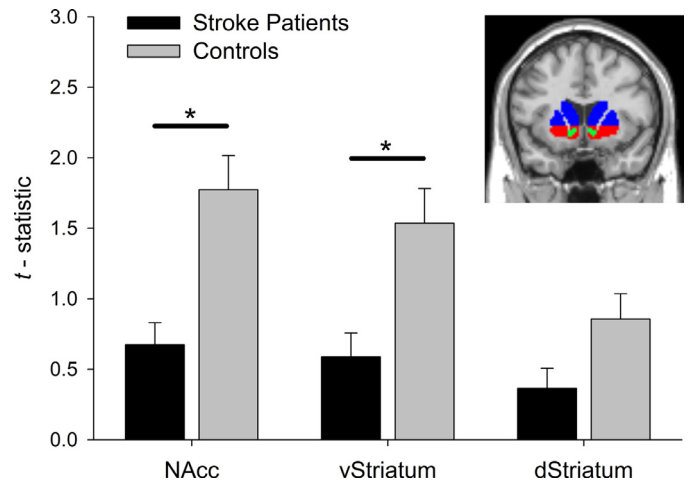 Stroke Patients
Controls
3.0
2.5
2.0
1.5
1.0
0.5
0.0
t - statistic
*
*
NAcc
vStriatum
dStriatum